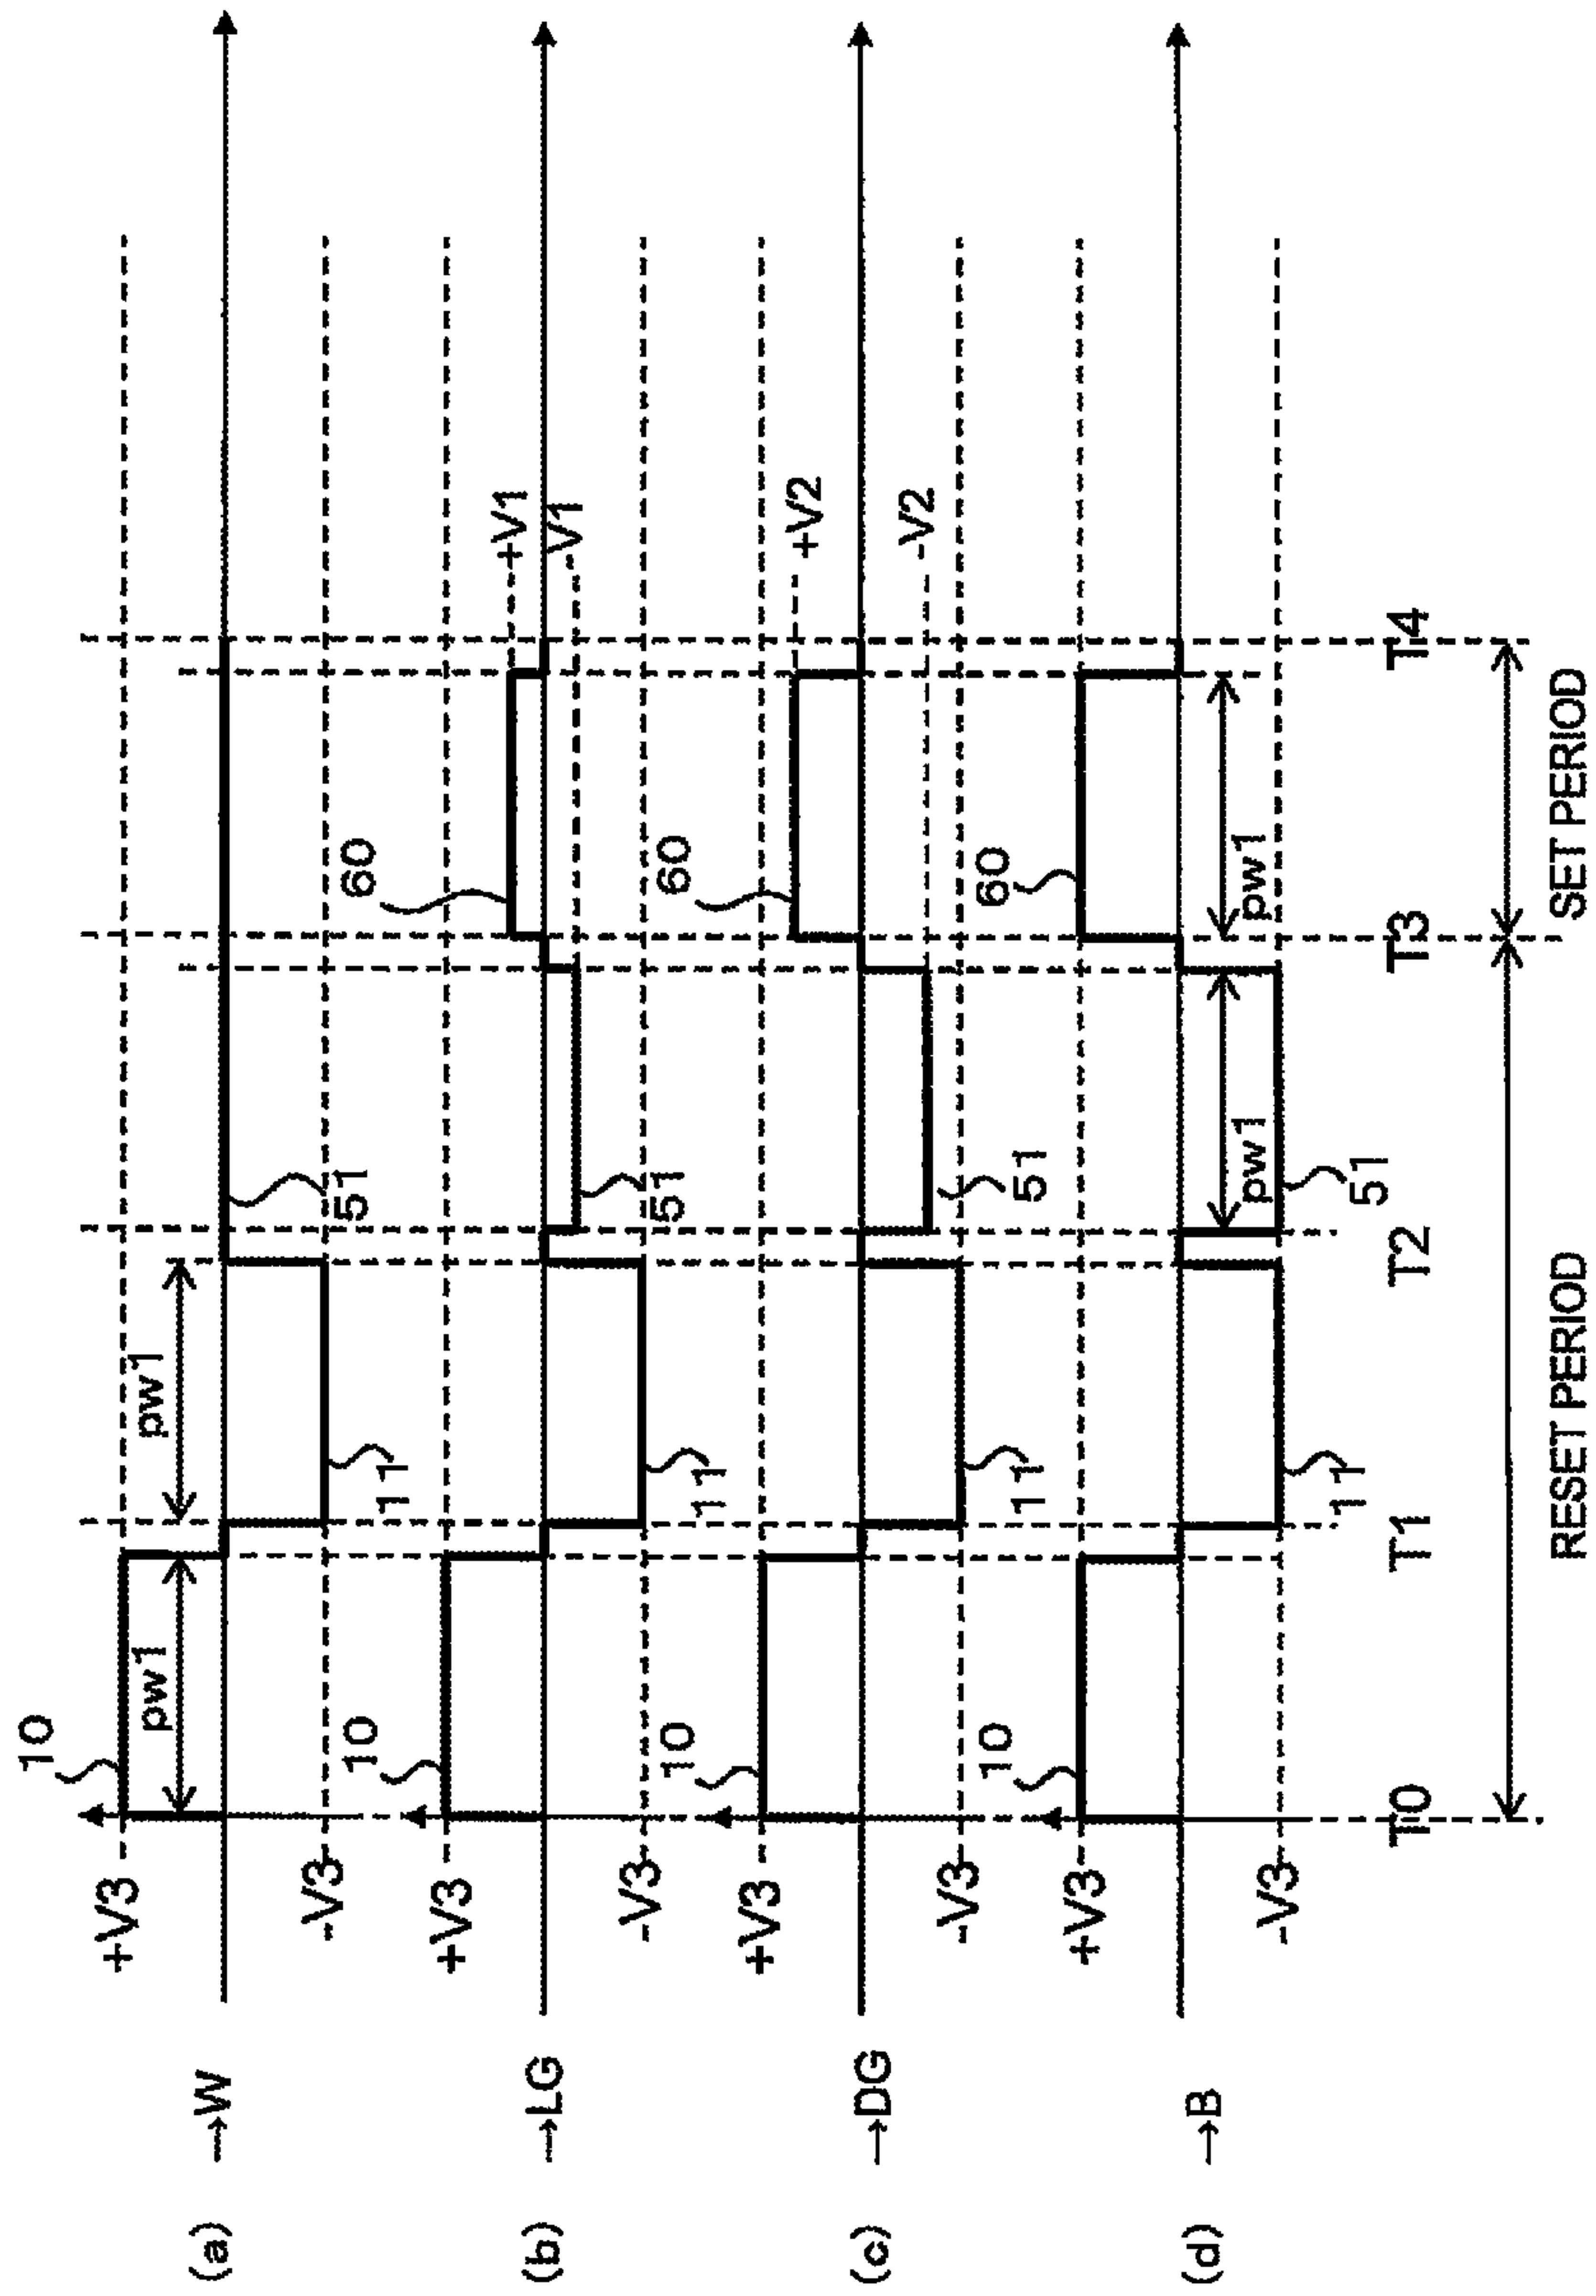 (a) →W
+V3
-V3
10
pw1
pw1
11
51
(b) →LG
+V3
-V3
10
11
51
60
+V1
-V1
(c) →DG
+V3
-V3
10
11
51
60
+V2
-V2
(d) →B
+V3
-V3
10
11
51
pw1
60
pw1
T0
T1
T2
T3
T4
RESET PERIOD
SET PERIOD